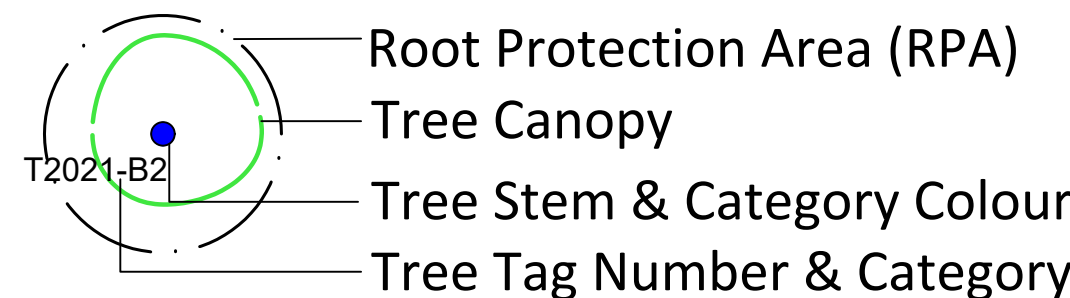 Root Protection Area (RPA)
Tree Canopy
T2021-B2
Tree Stem & Category Colour
Tree Tag Number & Category